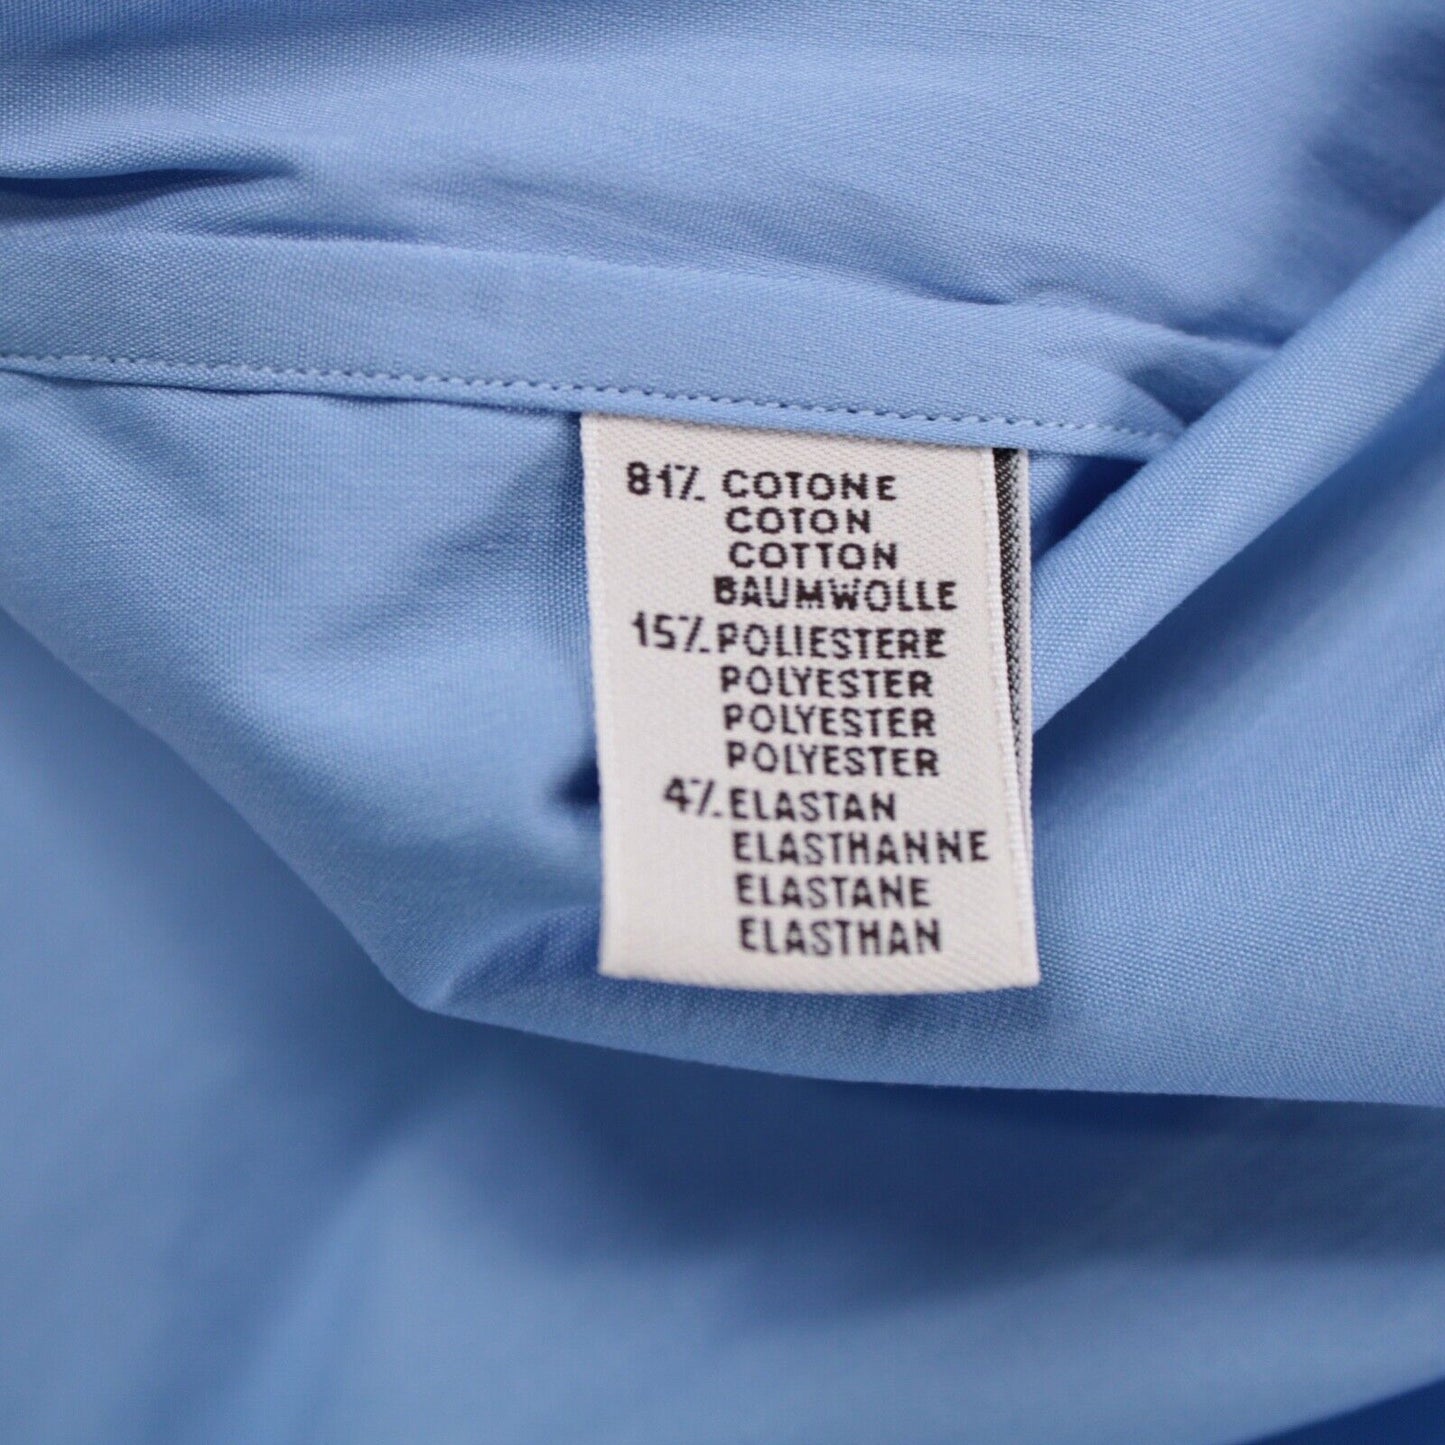 81% COTONE
COTON
COTTON
BAUMWOLLE
15% POLIESTERE
POLYESTER
POLYESTER
POLYESTER
4% ELASTAN
ELASTHANNE
ELASTANE
ELASTHAN